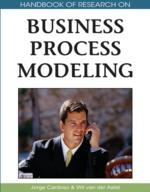 HANDBOOK OF RESEARCH ON
BUSINESS
PROCESS
MODELING
Jorge Cardoso & Wil van der Aalst